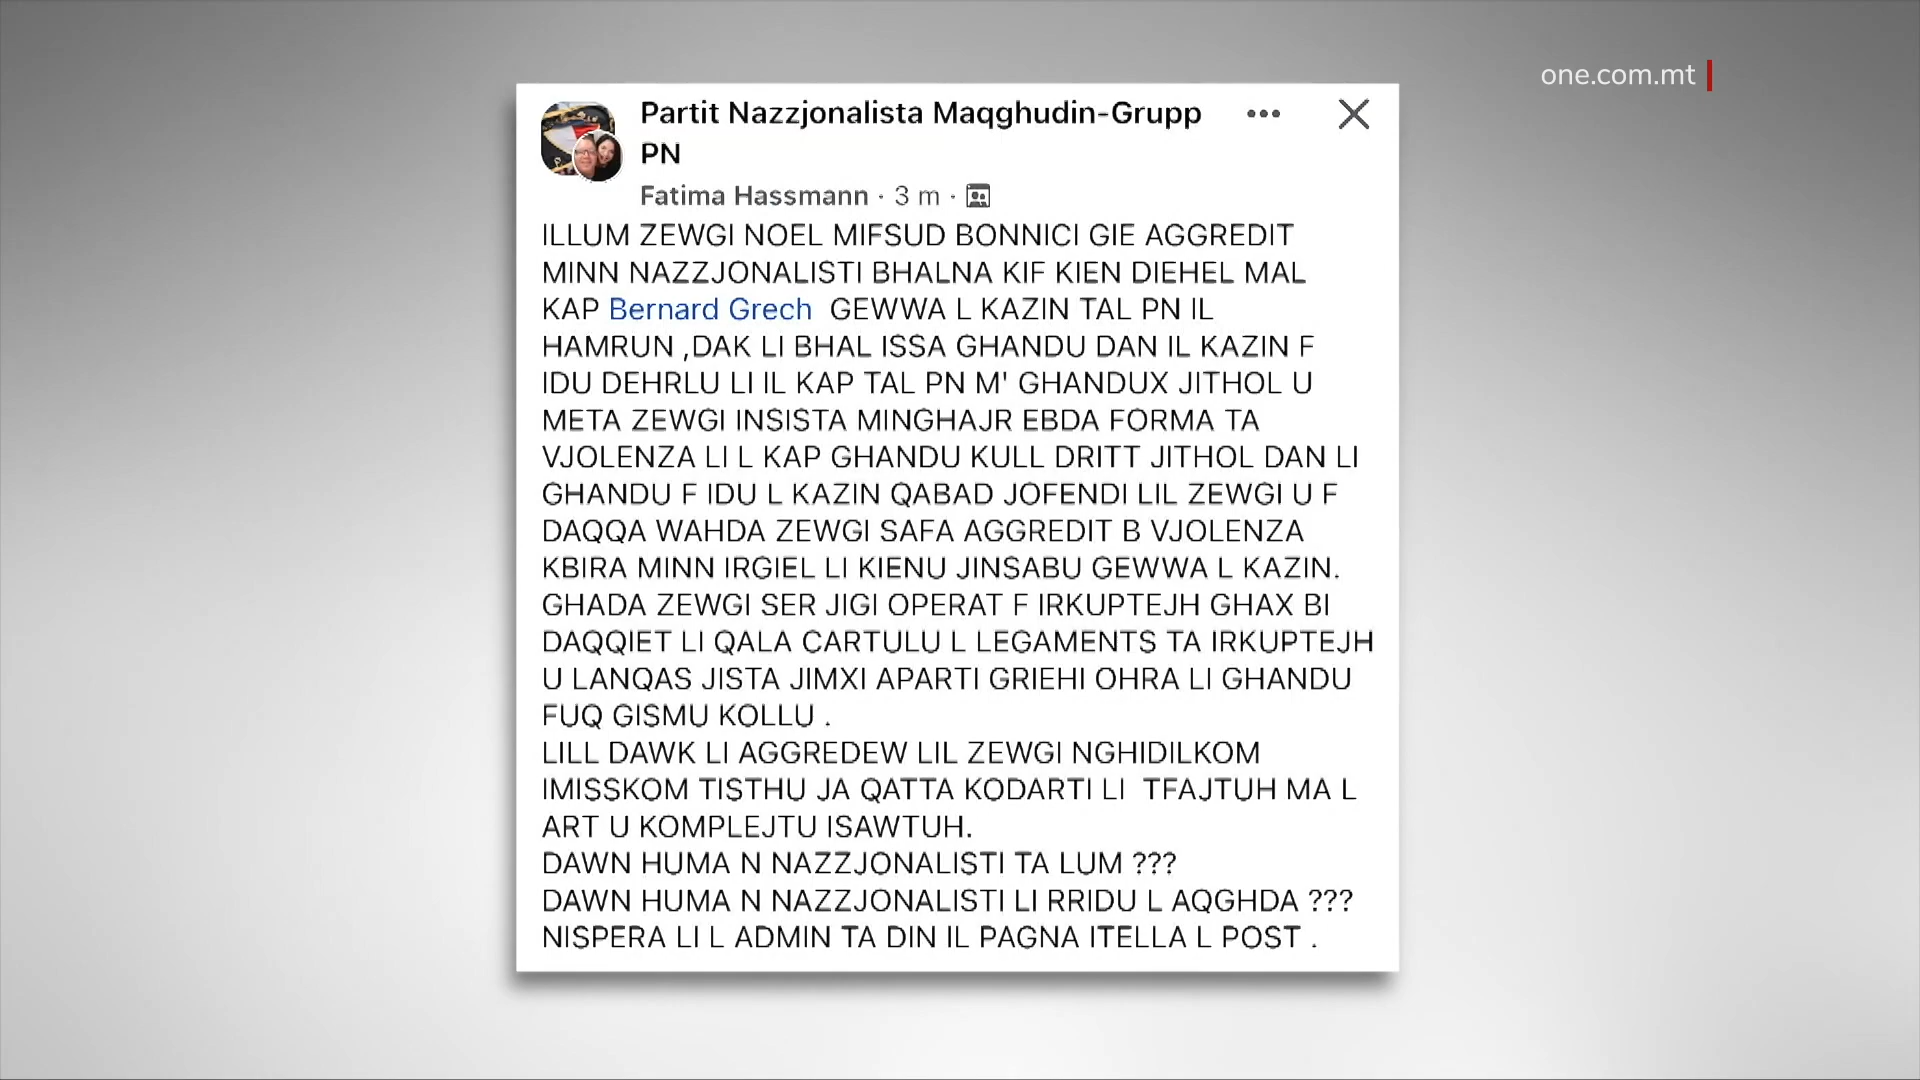 one.com.mt
Partit Nazzjonalista Maqghudin-Grupp
PN
Fatima Hassmann · 3 m ·
ILLUM ZEWGI NOEL MIFSUD BONNICI GIE AGGREDIT
MINN NAZZJONALISTI BHALNA KIF KIEN DIEHEL MAL
KAP Bernard Grech GEWWA L KAZIN TAL PN IL
HAMRUN ,DAK LI BHAL ISSA GHANDU DAN IL KAZIN F
IDU DEHRLU LI IL KAP TAL PN M' GHANDUX JITHOL U
META ZEWGI INSISTA MINGHAJR EBDA FORMA TA
VJOLENZA LI L KAP GHANDU KULL DRITT JITHOL DAN LI
GHANDU F IDU L KAZIN QABAD JOFENDI LIL ZEWGI U F
DAQQA WAHDA ZEWGI SAFA AGGREDIT B VJOLENZA
KBIRA MINN IRGIEL LI KIENU JINSABU GEWWA L KAZIN.
GHADA ZEWGI SER JIGI OPERAT F IRKUPTEJH GHAX BI
DAQQIET LI QALA CARTULU L LEGAMENTS TA IRKUPTEJH
U LANQAS JISTA JIMXI APARTI GRIEHI OHRA LI GHANDU
FUQ GISMU KOLLU .
LILL DAWK LI AGGREDEW LIL ZEWGI NGHIDILKOM
IMISSKOM TISTHU JA QATTA KODARTI LI TFAJTUH MA L
ART U KOMPLEJTU ISAWTUH.
DAWN HUMA N NAZZJONALISTI TA LUM ???
DAWN HUMA N NAZZJONALISTI LI RRIDU L AQGHDA ???
NISPERA LI L ADMIN TA DIN IL PAGNA ITELLA L POST .